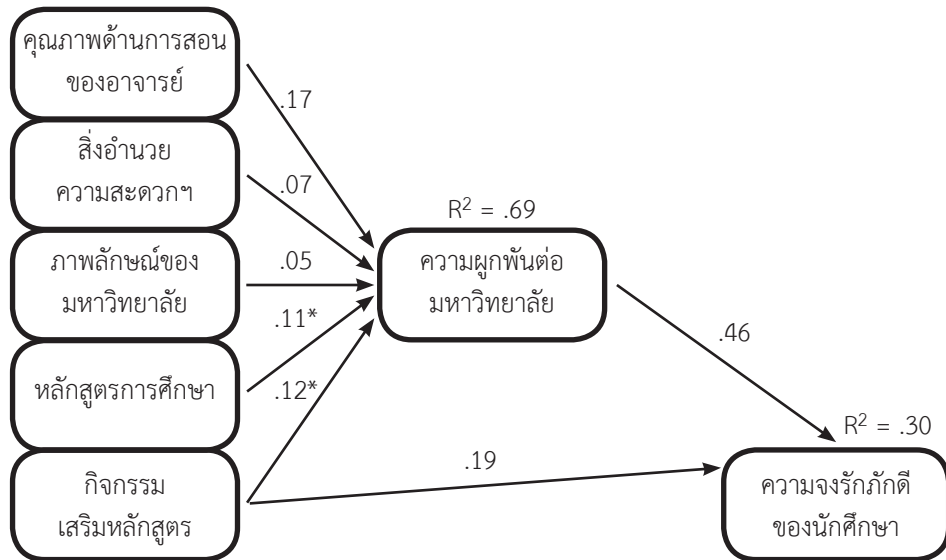 คุณภาพด้านการสอน
ของอาจารย์
.17
สิ่งอำนวย
ความสะดวกฯ
.07
R² = .69
ภาพลักษณ์ของ
มหาวิทยาลัย
.05
ความผูกพันต่อ
มหาวิทยาลัย
.11*
.46
หลักสูตรการศึกษา
.12*
R² = .30
กิจกรรม
เสริมหลักสูตร
.19
ความจงรักภักดี
ของนักศึกษา